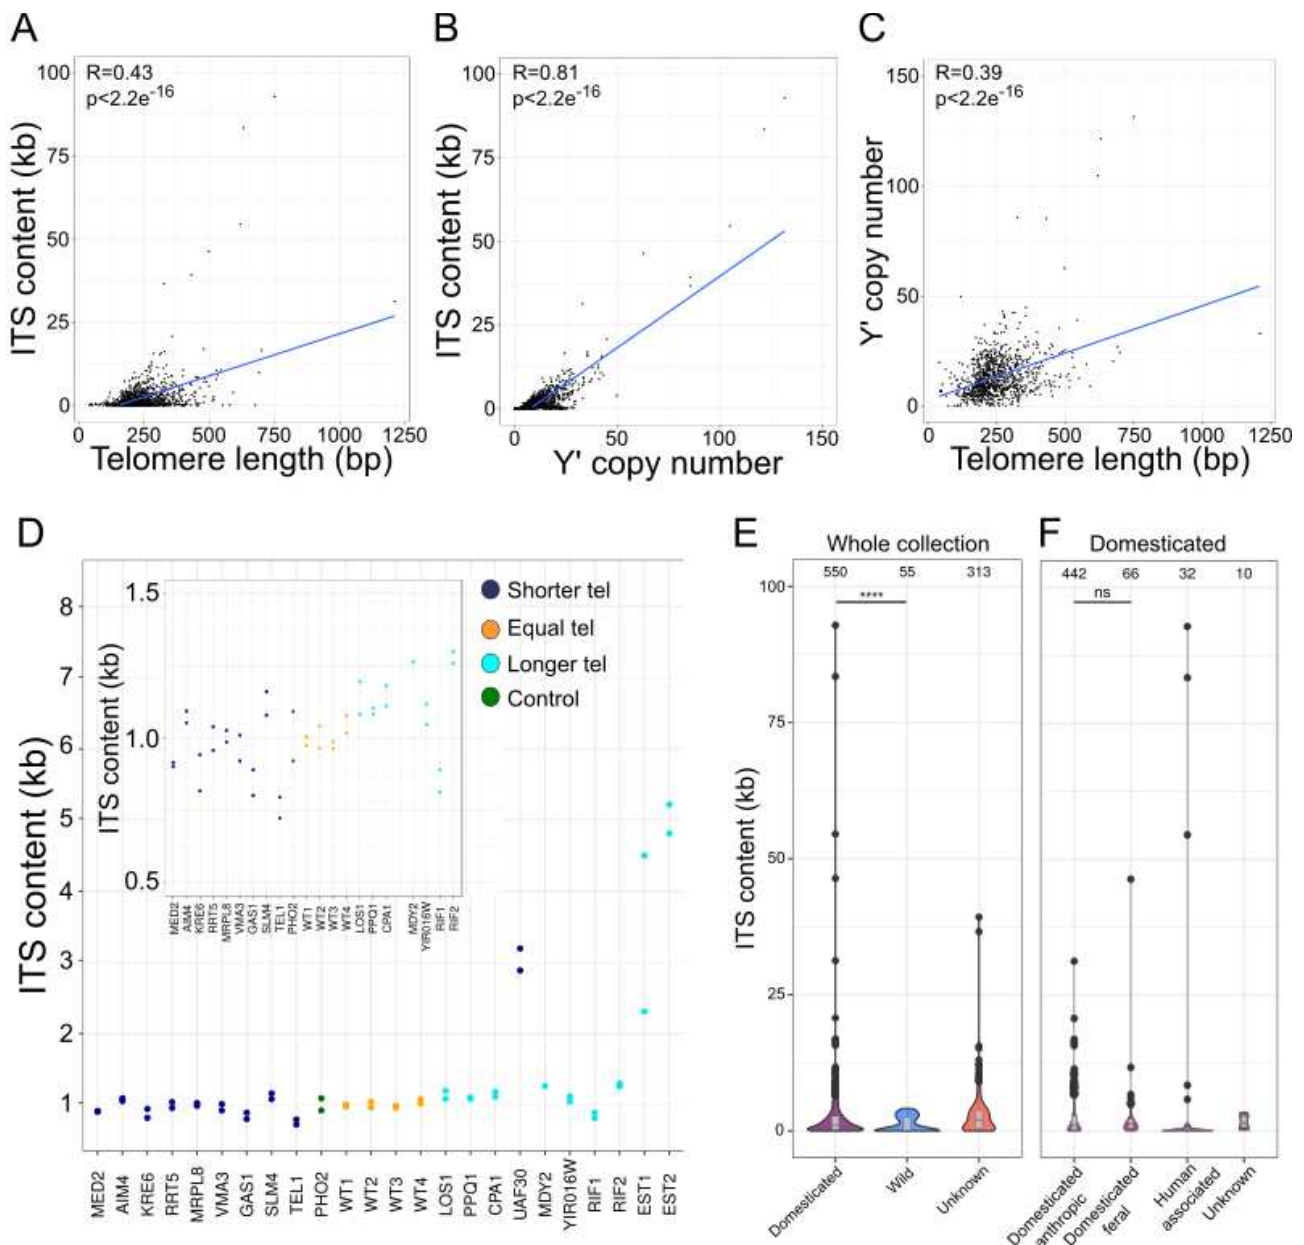 A
R=0.43
p<2.2e-16
100
75
50
25
0
ITS content (kb)
0 250 500 750 1000 1250
Telomere length (bp)
B
R=0.81
p<2.2e-16
100
75
50
25
0
ITS content (kb)
0 50 100 150
Y' copy number
C
R=0.39
p<2.2e-16
150
100
50
0
Y' copy number
0 250 500 750 1000 1250
Telomere length (bp)
D
8
7
6
5
4
3
2
1
ITS content (kb)
1.5
1.0
0.5
ITS content (kb)
MED2 AIM4 KRE6 RRT5 MRPL8 VMA3 GAS1 SLM4 TEL1 PHO2 WT1 WT2 WT3 WT4 LOS1 PPQ1 CPA1 MDY2 YIR016W RIF1 RIF2
Shorter tel
Equal tel
Longer tel
Control
MED2 AIM4 KRE6 RRT5 MRPL8 VMA3 GAS1 SLM4 TEL1 PHO2 WT1 WT2 WT3 WT4 LOS1 PPQ1 CPA1 UAF30 MDY2 YIR016W RIF1 RIF2 EST1 EST2
E
Whole collection
550 55 313
****
100
75
50
25
0
ITS content (kb)
Domesticated
Wild
Unknown
F
Domesticated
442 66 32 10
ns
Domesticated
anthropic
Domesticated
feral
Human
associated
Unknown